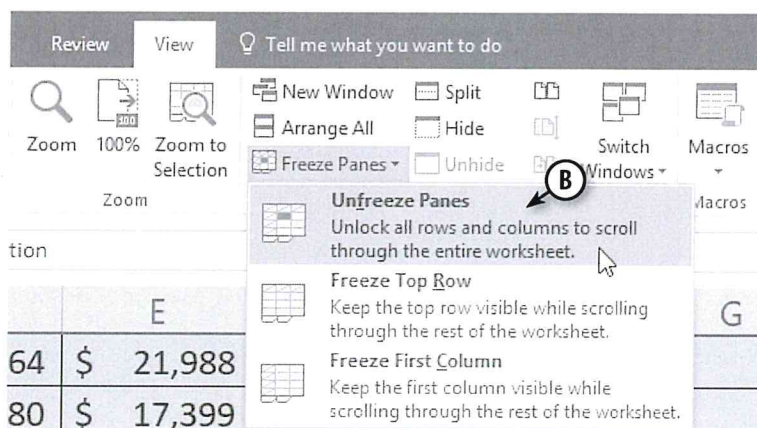 Review View Tell me what you want to do
New Window Split
Arrange All Hide
Zoom 100% Zoom to Selection Freeze Panes Unhide Switch Windows Macros
Zoom Macros
B
Unfreeze Panes
Unlock all rows and columns to scroll
through the entire worksheet.
Freeze Top Row
Keep the top row visible while scrolling
through the rest of the worksheet.
Freeze First Column
Keep the first column visible while
scrolling through the rest of the worksheet.
tion
E G
64 $ 21,988
80 $ 17,399